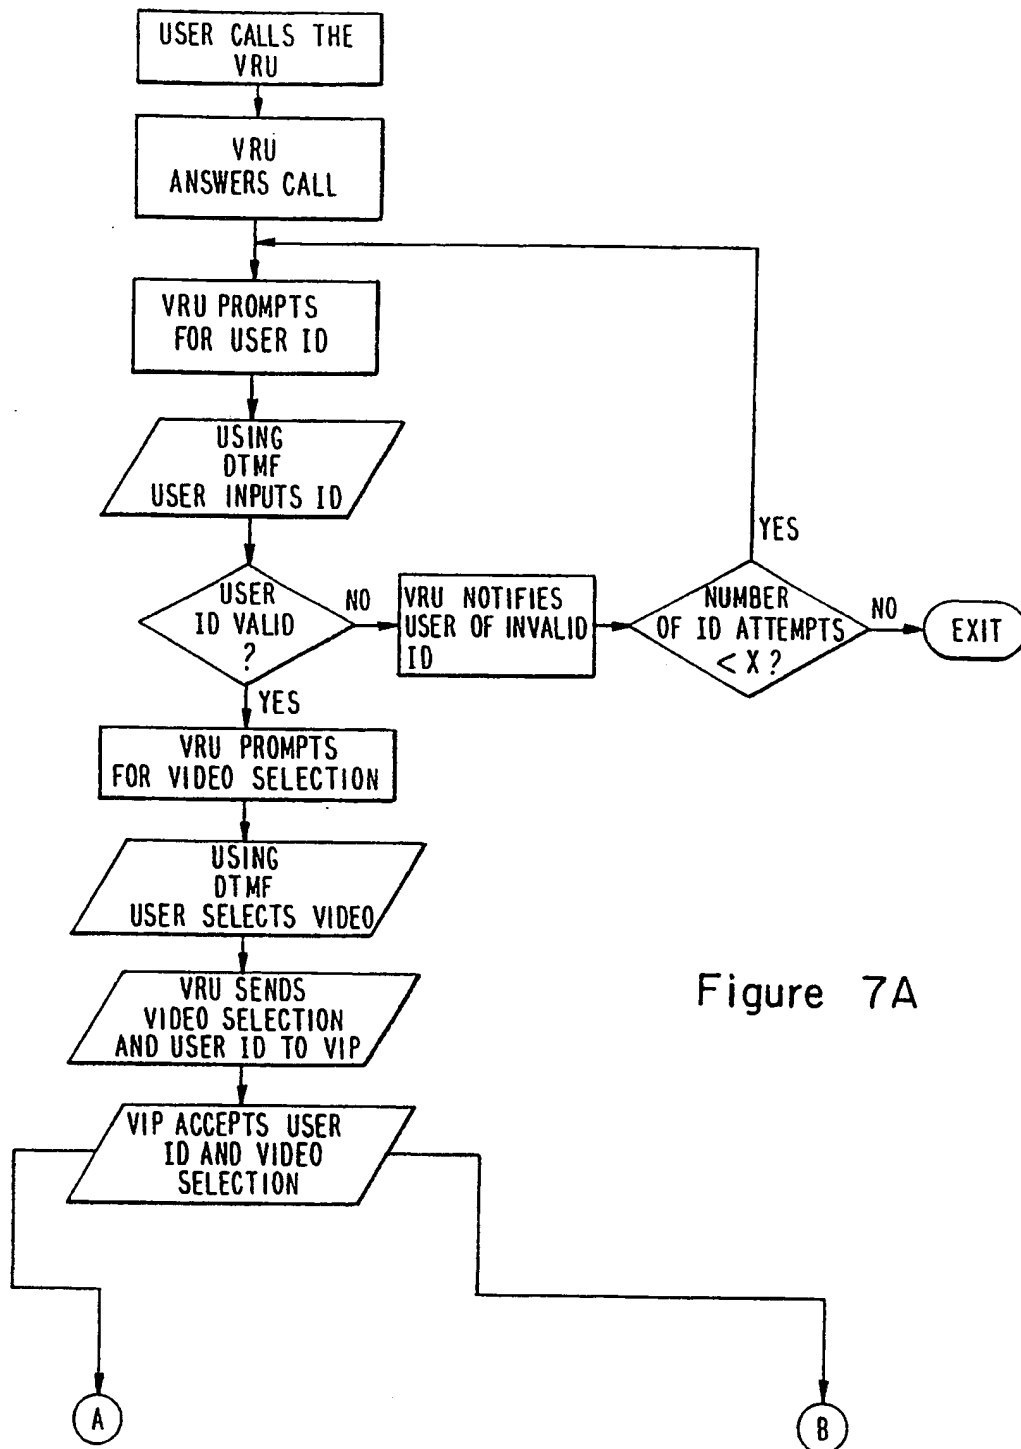 USER CALLS THE
VRU
VRU
ANSWERS CALL
VRU PROMPTS
FOR USER ID
USING
DTMF
USER INPUTS ID
USER
ID VALID
?
NO
VRU NOTIFIES
USER OF INVALID
ID
NUMBER
OF ID ATTEMPTS
< X ?
YES
NO
EXIT
YES
VRU PROMPTS
FOR VIDEO SELECTION
USING
DTMF
USER SELECTS VIDEO
VRU SENDS
VIDEO SELECTION
AND USER ID TO VIP
Figure 7A
VIP ACCEPTS USER
ID AND VIDEO
SELECTION
A
B